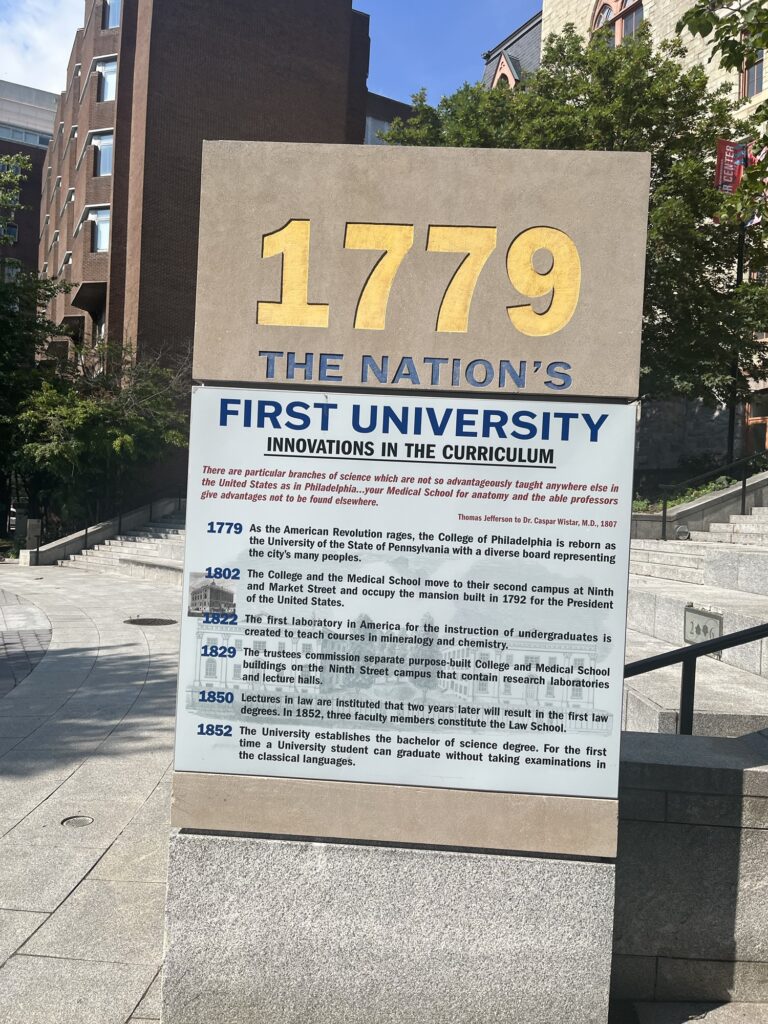 1779
THE NATION'S
FIRST UNIVERSITY
INNOVATIONS IN THE CURRICULUM
There are particular branches of science which are not so advantageously taught anywhere else in
the United States as in Philadelphia...your Medical School for anatomy and the able professors
give advantages not to be found elsewhere.
Thomas Jefferson to Dr. Caspar Wistar, M.D., 1807
1779 As the American Revolution rages, the College of Philadelphia is reborn as
the University of the State of Pennsylvania with a diverse board representing
the city's many peoples.
1802 The College and the Medical School move to their second campus at Ninth
and Market Street and occupy the mansion built in 1792 for the President
of the United States.
1822 The first laboratory in America for the instruction of undergraduates is
created to teach courses in mineralogy and chemistry.
1829 The trustees commission separate purpose-built College and Medical School
buildings on the Ninth Street campus that contain research laboratories
and lecture halls.
1850 Lectures in law are instituted that two years later will result in the first law
degrees. In 1852, three faculty members constitute the Law School.
1852 The University establishes the bachelor of science degree. For the first
time a University student can graduate without taking examinations in
the classical languages.
CENTER